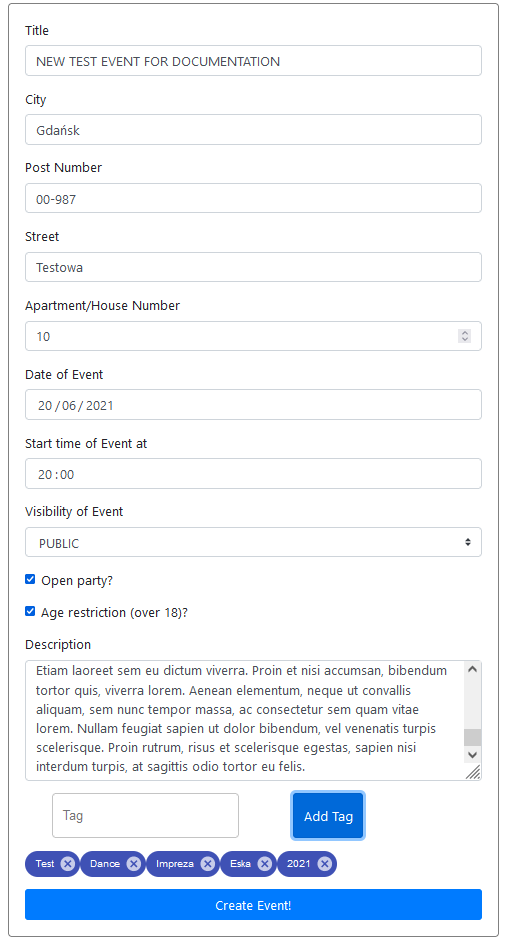 Title
NEW TEST EVENT FOR DOCUMENTATION
City
Gdańsk
Post Number
00-987
Street
Testowa
Apartment/House Number
10
Date of Event
20/06/2021
Start time of Event at
20:00
Visibility of Event
PUBLIC
Open party?
Age restriction (over 18)?
Description
Etiam laoreet sem eu dictum viverra. Proin et nisi accumsan, bibendum
tortor quis, viverra lorem. Aenean elementum, neque ut convallis
aliquam, sem nunc tempor massa, ac consectetur sem quam vitae
lorem. Nullam feugiat sapien ut dolor bibendum, vel venenatis turpis
scelerisque. Proin rutrum, risus et scelerisque egestas, sapien nisi
interdum turpis, at sagittis odio tortor eu felis.
Tag Add Tag
Test Dance Impreza Eska 2021
Create Event!